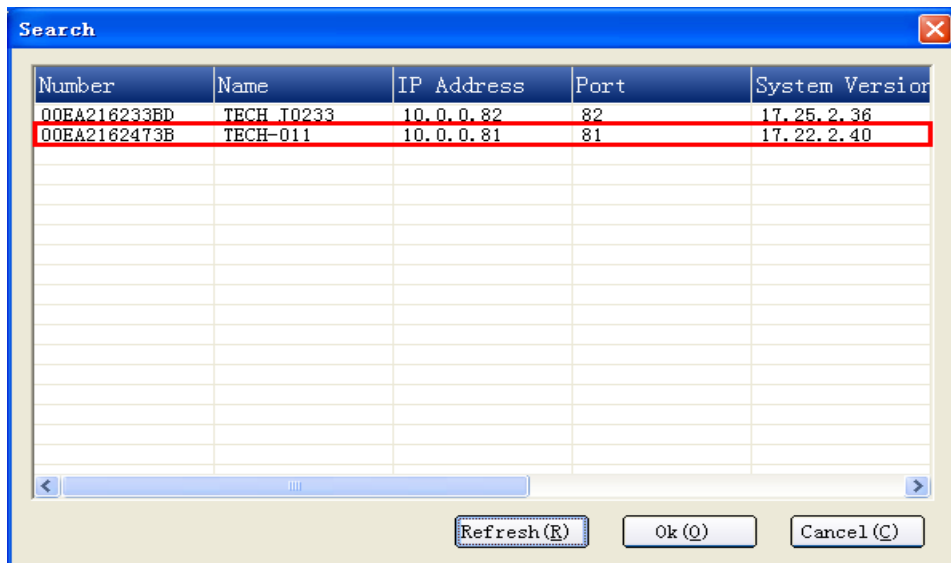 Search
Number Name IP Address Port System Version
00EA216233BD TECH J0233 10.0.0.82 82 17.25.2.36
00EA2162473B TECH-011 10.0.0.81 81 17.22.2.40
Refresh(R) Ok(O) Cancel(C)